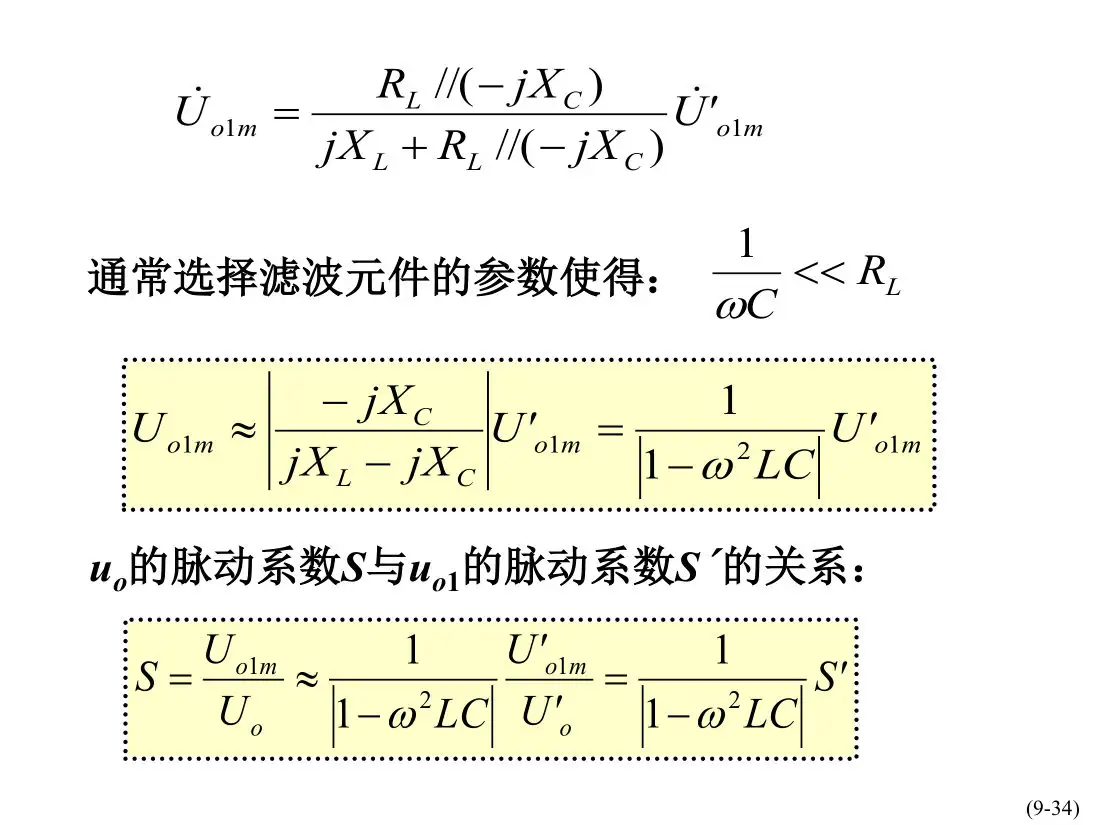 U̇o1m = RL //(−jXC) / (jXL + RL //(−jXC)) U̇′o1m
通常选择滤波元件的参数使得： 1/ωC << RL
Uo1m ≈ |−jXC / (jXL − jXC)| U′o1m = 1 / |1−ω²LC| U′o1m
uo的脉动系数S与uo1的脉动系数S´的关系：
S = Uo1m / Uo ≈ 1 / |1−ω²LC| U′o1m / U′o = 1 / |1−ω²LC| S′
(9-34)